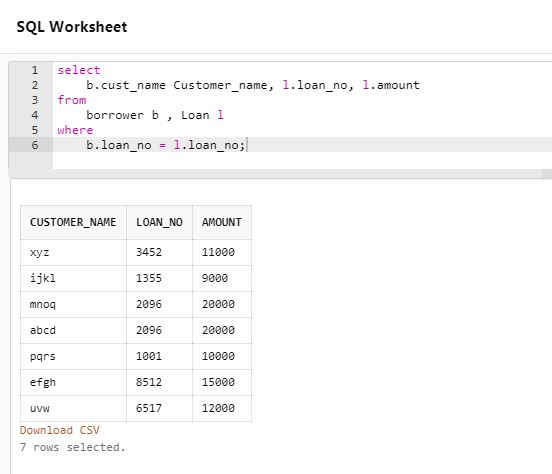 SQL Worksheet
1 select
2 b.cust_name Customer_name, l.loan_no, l.amount
3 from
4 borrower b , Loan l
5 where
6 b.loan_no = l.loan_no;
CUSTOMER_NAME LOAN_NO AMOUNT
xyz 3452 11000
ijkl 1355 9000
mnoq 2096 20000
abcd 2096 20000
pqrs 1001 10000
efgh 8512 15000
uvw 6517 12000
Download CSV
7 rows selected.